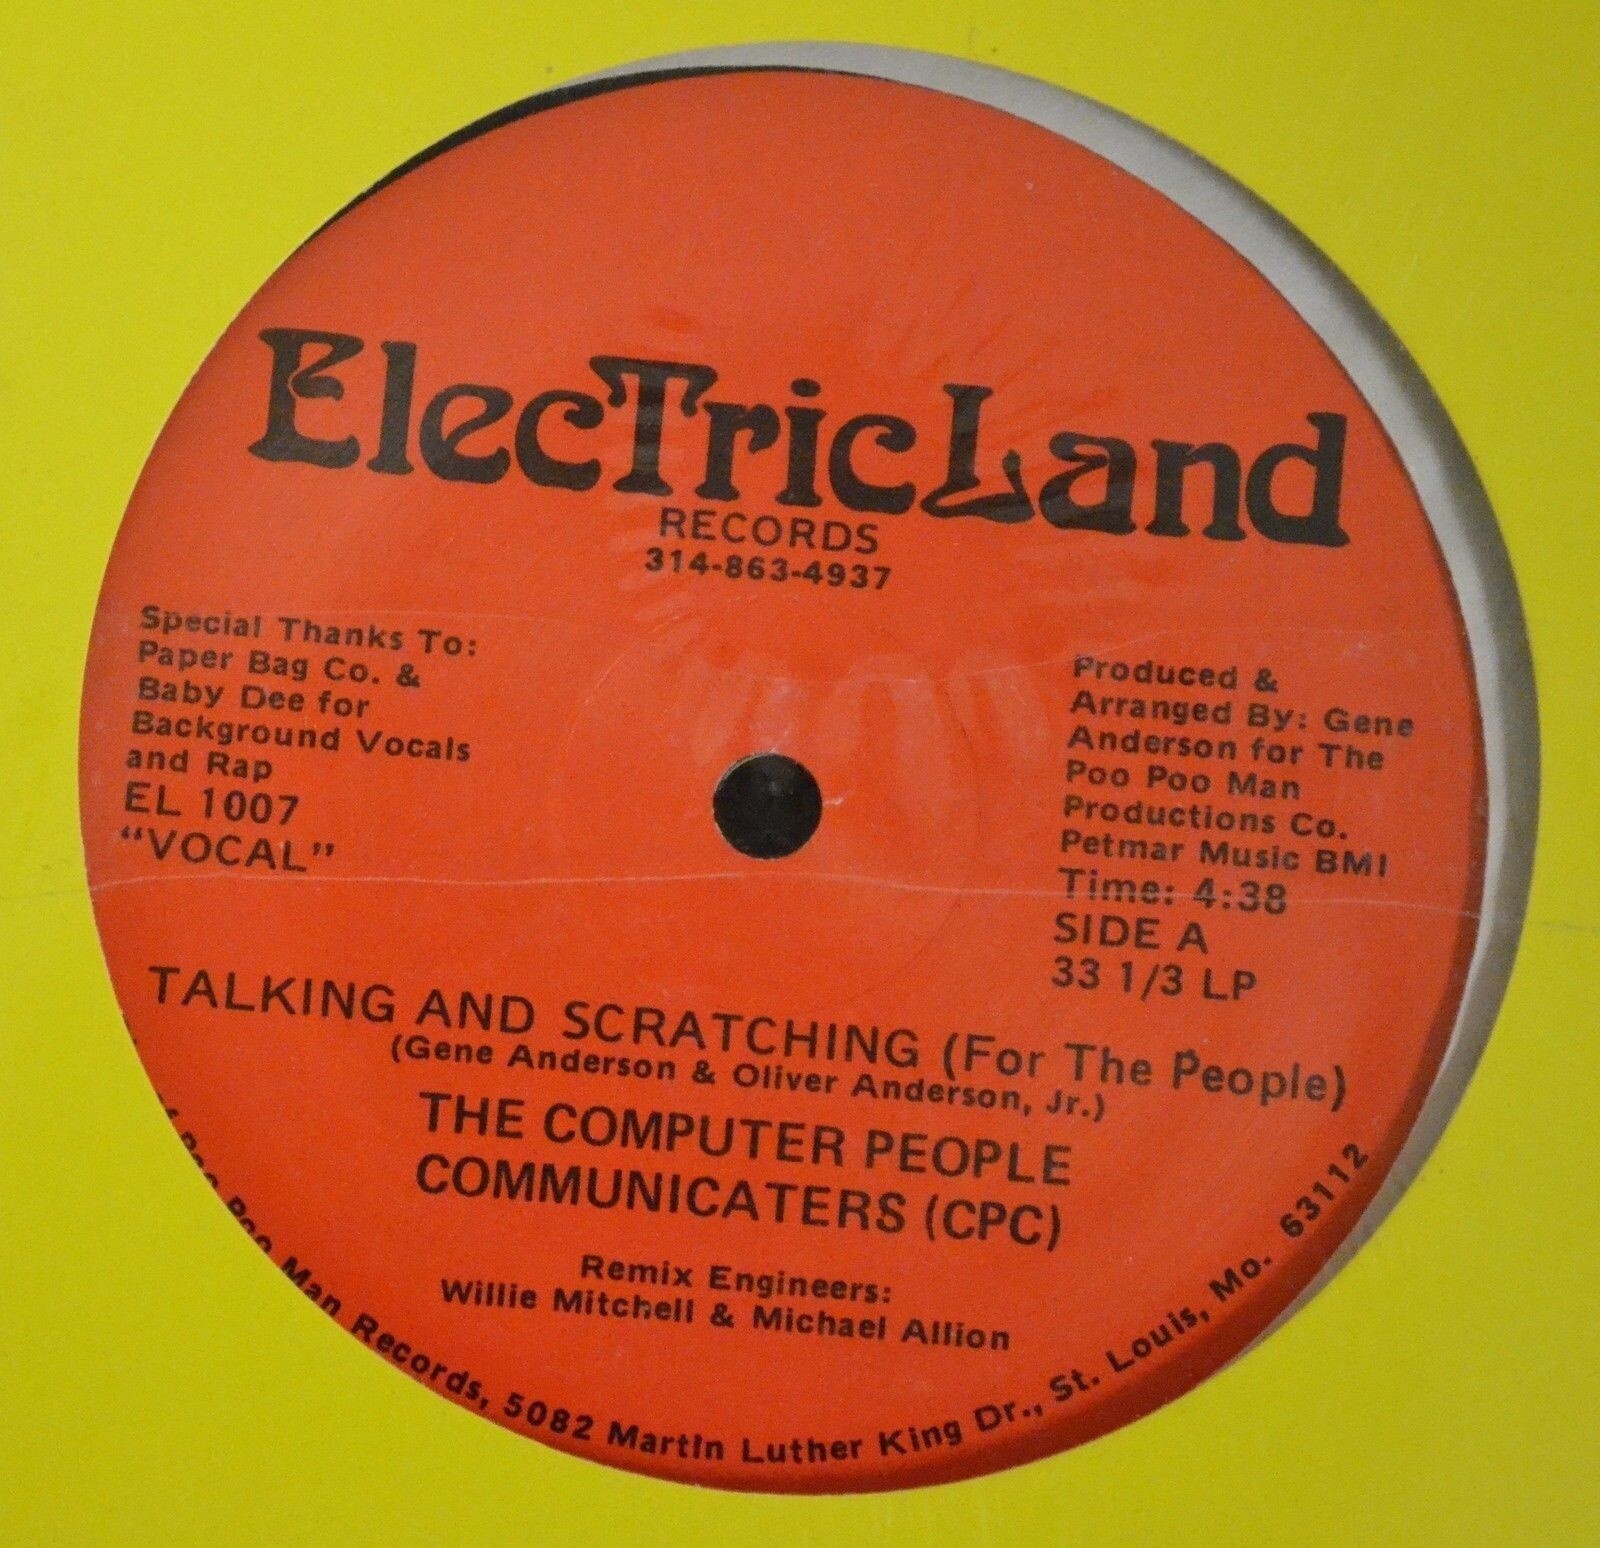 ElecTricLand
RECORDS
314-863-4937
Special Thanks To:
Paper Bag Co. &
Baby Dee for
Background Vocals
and Rap
EL 1007
"VOCAL"
Produced &
Arranged By: Gene
Anderson for The
Poo Poo Man
Productions Co.
Petmar Music BMI
Time: 4:38
SIDE A
33 1/3 LP
TALKING AND SCRATCHING (For The People)
(Gene Anderson & Oliver Anderson, Jr.)
THE COMPUTER PEOPLE
COMMUNICATERS (CPC)
Remix Engineers:
Willie Mitchell & Michael Allion
Poo Poo Man Records, 5082 Martin Luther King Dr., St. Louis, Mo. 63112